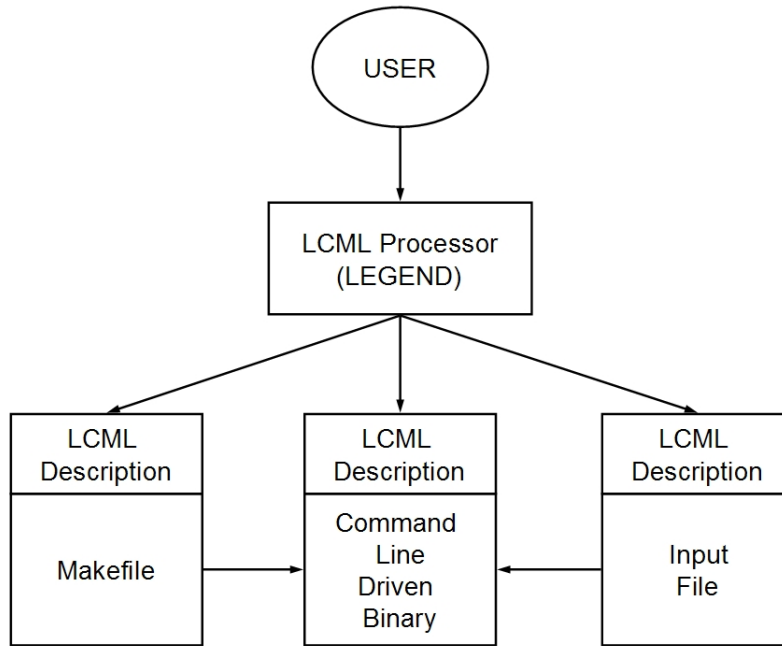 USER
LCML Processor
(LEGEND)
LCML
Description
Makefile
LCML
Description
Command
Line
Driven
Binary
LCML
Description
Input
File